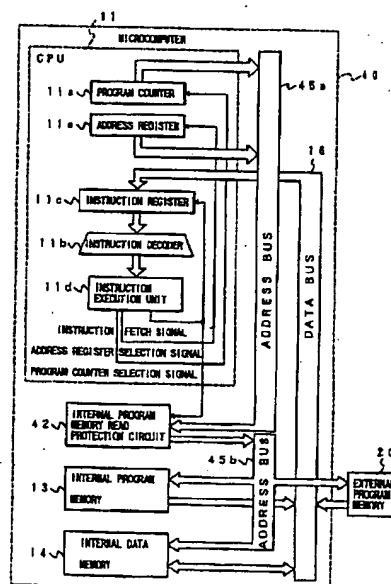 11
MICROCOMPUTER
CPU
11a
PROGRAM COUNTER
45a
40
11e
ADDRESS REGISTER
16
11c
INSTRUCTION REGISTER
11b
INSTRUCTION DECODER
11d
INSTRUCTION
EXECUTION UNIT
ADDRESS BUS
DATA BUS
INSTRUCTION FETCH SIGNAL
ADDRESS REGISTER SELECTION SIGNAL
PROGRAM COUNTER SELECTION SIGNAL
42
INTERNAL PROGRAM
MEMORY READ
PROTECTION CIRCUIT
45b
ADDRESS BUS
20
13
INTERNAL PROGRAM
MEMORY
EXTERNAL
PROGRAM
MEMORY
14
INTERNAL DATA
MEMORY